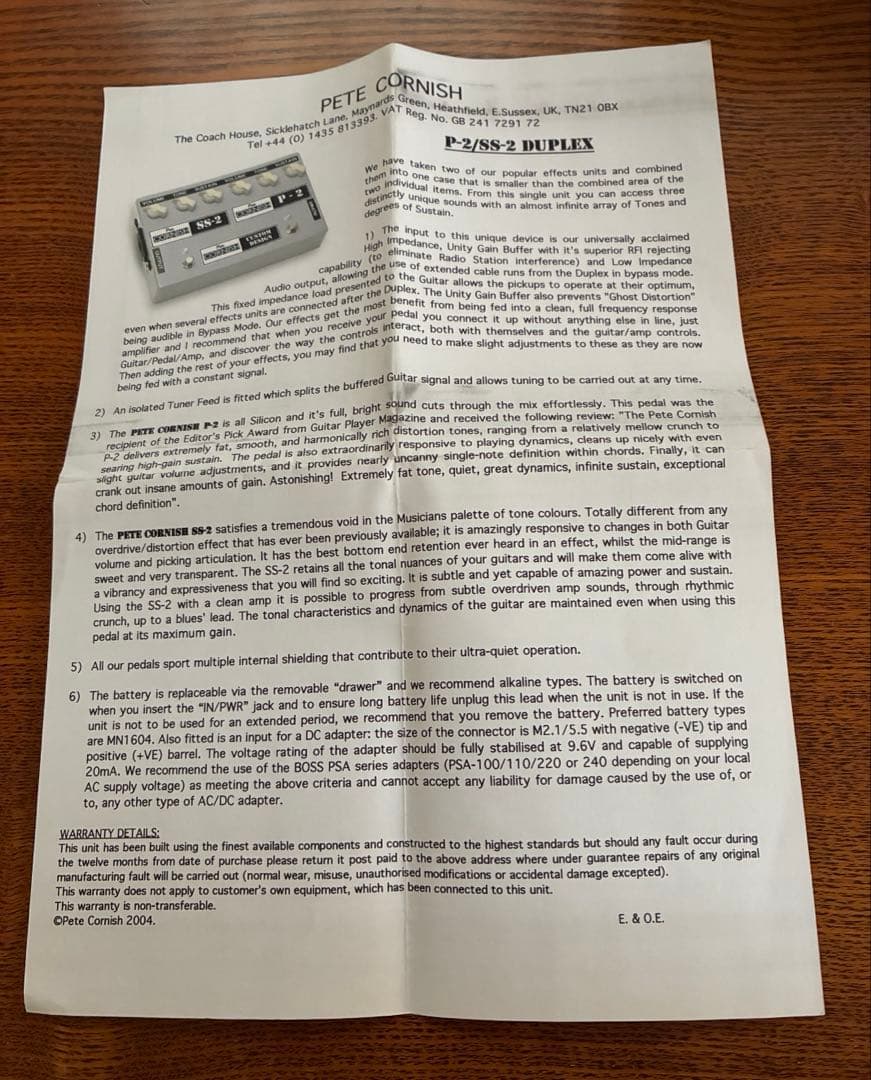 PETE CORNISH
The Coach House, Sicklehatch Lane, Maynards Green, Heathfield, E.Sussex, UK, TN21 0BX
Tel +44 (0) 1435 813393. VAT Reg. No. GB 241 7291 72
P-2/SS-2 DUPLEX
We have taken two of our popular effects units and combined
them into one case that is smaller than the combined area of the
two individual items. From this single unit you can access three
distinctly unique sounds with an almost infinite array of Tones and
degrees of Sustain.
VOLUME TONE SUSTAIN VOLUME TONE SUSTAIN
SS-2
P-2
CORNISH
CUSTOM
DESIGN
1) The input to this unique device is our universally acclaimed
High Impedance, Unity Gain Buffer with it's superior RFI rejecting
capability (to eliminate Radio Station interference) and Low Impedance
Audio output, allowing the use of extended cable runs from the Duplex in bypass mode.
This fixed impedance load presented to the Guitar allows the pickups to operate at their optimum,
even when several effects units are connected after the Duplex. The Unity Gain Buffer also prevents "Ghost Distortion"
being audible in Bypass Mode. Our effects get the most benefit from being fed into a clean, full frequency response
amplifier and I recommend that when you receive your pedal you connect it up without anything else in line, just
Guitar/Pedal/Amp, and discover the way the controls interact, both with themselves and the guitar/amp controls.
Then adding the rest of your effects, you may find that you need to make slight adjustments to these as they are now
being fed with a constant signal.
2) An isolated Tuner Feed is fitted which splits the buffered Guitar signal and allows tuning to be carried out at any time.
3) The PETE CORNISH P-2 is all Silicon and it's full, bright sound cuts through the mix effortlessly. This pedal was the
recipient of the Editor's Pick Award from Guitar Player Magazine and received the following review: "The Pete Cornish
P-2 delivers extremely fat, smooth, and harmonically rich distortion tones, ranging from a relatively mellow crunch to
searing high-gain sustain. The pedal is also extraordinarily responsive to playing dynamics, cleans up nicely with even
slight guitar volume adjustments, and it provides nearly uncanny single-note definition within chords. Finally, it can
crank out insane amounts of gain. Astonishing! Extremely fat tone, quiet, great dynamics, infinite sustain, exceptional
chord definition".
4) The PETE CORNISH SS-2 satisfies a tremendous void in the Musicians palette of tone colours. Totally different from any
overdrive/distortion effect that has ever been previously available; it is amazingly responsive to changes in both Guitar
volume and picking articulation. It has the best bottom end retention ever heard in an effect, whilst the mid-range is
sweet and very transparent. The SS-2 retains all the tonal nuances of your guitars and will make them come alive with
a vibrancy and expressiveness that you will find so exciting. It is subtle and yet capable of amazing power and sustain.
Using the SS-2 with a clean amp it is possible to progress from subtle overdriven amp sounds, through rhythmic
crunch, up to a blues' lead. The tonal characteristics and dynamics of the guitar are maintained even when using this
pedal at its maximum gain.
5) All our pedals sport multiple internal shielding that contribute to their ultra-quiet operation.
6) The battery is replaceable via the removable "drawer" and we recommend alkaline types. The battery is switched on
when you insert the "IN/PWR" jack and to ensure long battery life unplug this lead when the unit is not in use. If the
unit is not to be used for an extended period, we recommend that you remove the battery. Preferred battery types
are MN1604. Also fitted is an input for a DC adapter: the size of the connector is M2.1/5.5 with negative (-VE) tip and
positive (+VE) barrel. The voltage rating of the adapter should be fully stabilised at 9.6V and capable of supplying
20mA. We recommend the use of the BOSS PSA series adapters (PSA-100/110/220 or 240 depending on your local
AC supply voltage) as meeting the above criteria and cannot accept any liability for damage caused by the use of, or
to, any other type of AC/DC adapter.
WARRANTY DETAILS:
This unit has been built using the finest available components and constructed to the highest standards but should any fault occur during
the twelve months from date of purchase please return it post paid to the above address where under guarantee repairs of any original
manufacturing fault will be carried out (normal wear, misuse, unauthorised modifications or accidental damage excepted).
This warranty does not apply to customer's own equipment, which has been connected to this unit.
This warranty is non-transferable.
©Pete Cornish 2004.
E. & O.E.